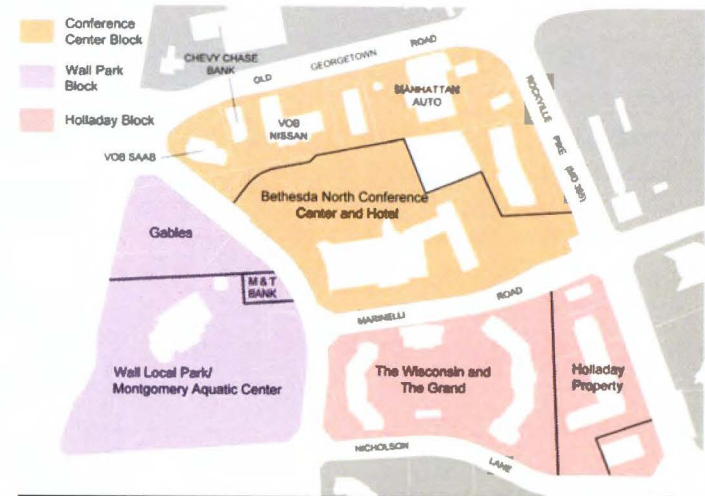 Conference
Center Block
Wall Park
Block
Holladay Block
CHEVY CHASE
BANK
OLD GEORGETOWN ROAD
MANHATTAN
AUTO
VOB
NISSAN
VOB SAAB
ROCKVILLE PIKE (MD 355)
Bethesda North Conference
Center and Hotel
Gables
M & T
BANK
MARINELLI ROAD
Wall Local Park/
Montgomery Aquatic Center
The Wisconsin and
The Grand
Holladay
Property
NICHOLSON LANE